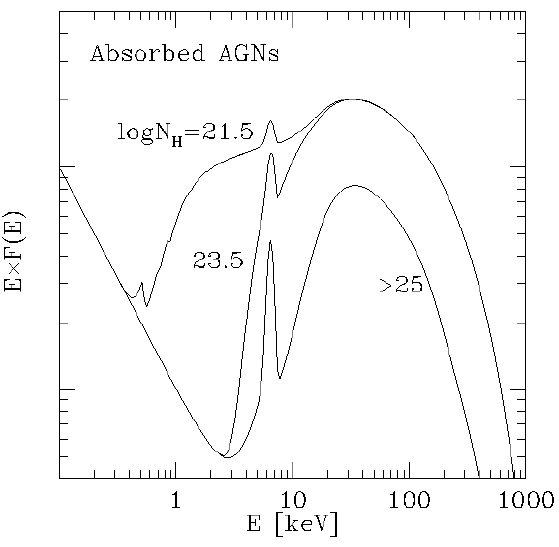 Absorbed AGNs
logN_H=21.5
23.5
>25
E×F(E)
1 10 100 1000
E [keV]